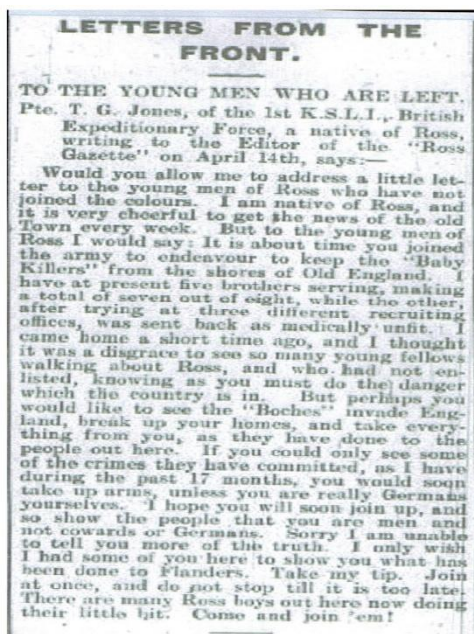 LETTERS FROM THE
FRONT.
TO THE YOUNG MEN WHO ARE LEFT.
Pte. T. G. Jones, of the 1st K.S.L.I., British
Expeditionary Force, a native of Ross,
writing to the Editor of the "Ross
Gazette" on April 14th, says:—
Would you allow me to address a little let-
ter to the young men of Ross who have not
joined the colours. I am native of Ross, and
it is very cheerful to get the news of the old
Town every week. But to the young men of
Ross I would say: It is about time you joined
the army to endeavour to keep the "Baby
Killers" from the shores of Old England. I
have at present five brothers serving, making
a total of seven out of eight, while the other,
after trying at three different recruiting
offices, was sent back as medically unfit. I
came home a short time ago, and I thought
it was a disgrace to see so many young fellows
walking about Ross, and who had not en-
listed, knowing as you must do the danger
which the country is in. But perhaps you
would like to see the "Boches" invade Eng-
land, break up your homes, and take every-
thing from you, as they have done to the
people out here. If you could only see some
of the crimes they have committed, as I have
during the past 17 months, you would soon
take up arms, unless you are really Germans
yourselves. I hope you will soon join up, and
so show the people that you are men and
not cowards or Germans. Sorry I am unable
to tell you more of the truth. I only wish
I had some of you here to show you what has
been done to Flanders. Take my tip. Join
at once, and do not stop till it is too late.
There are many Ross boys out here now doing
their little bit. Come and join 'em!